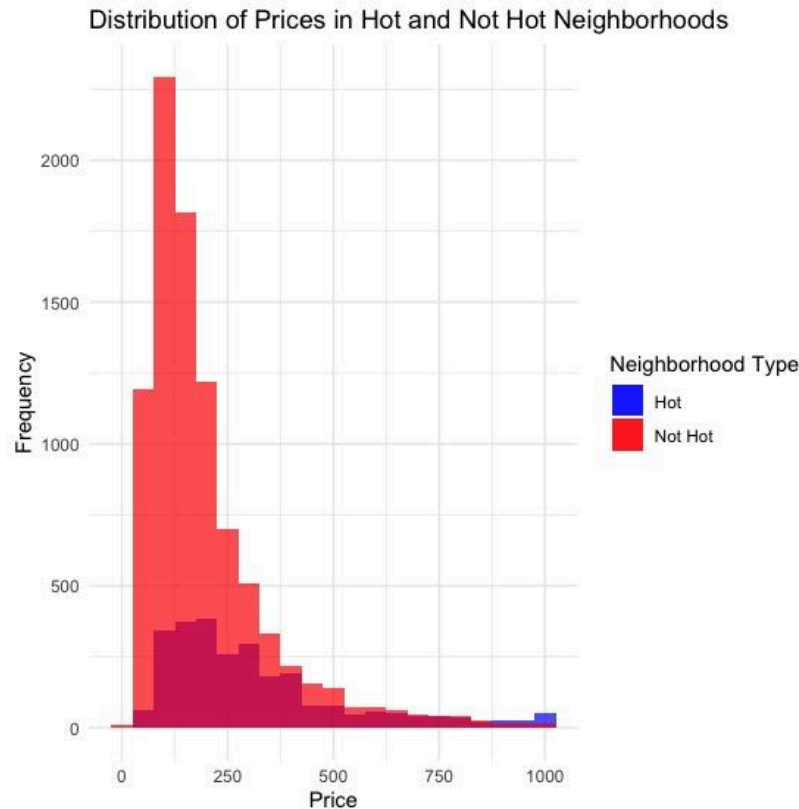 Distribution of Prices in Hot and Not Hot Neighborhoods
2000
1500
1000
500
0
Frequency
0 250 500 750 1000
Price
Neighborhood Type
Hot
Not Hot